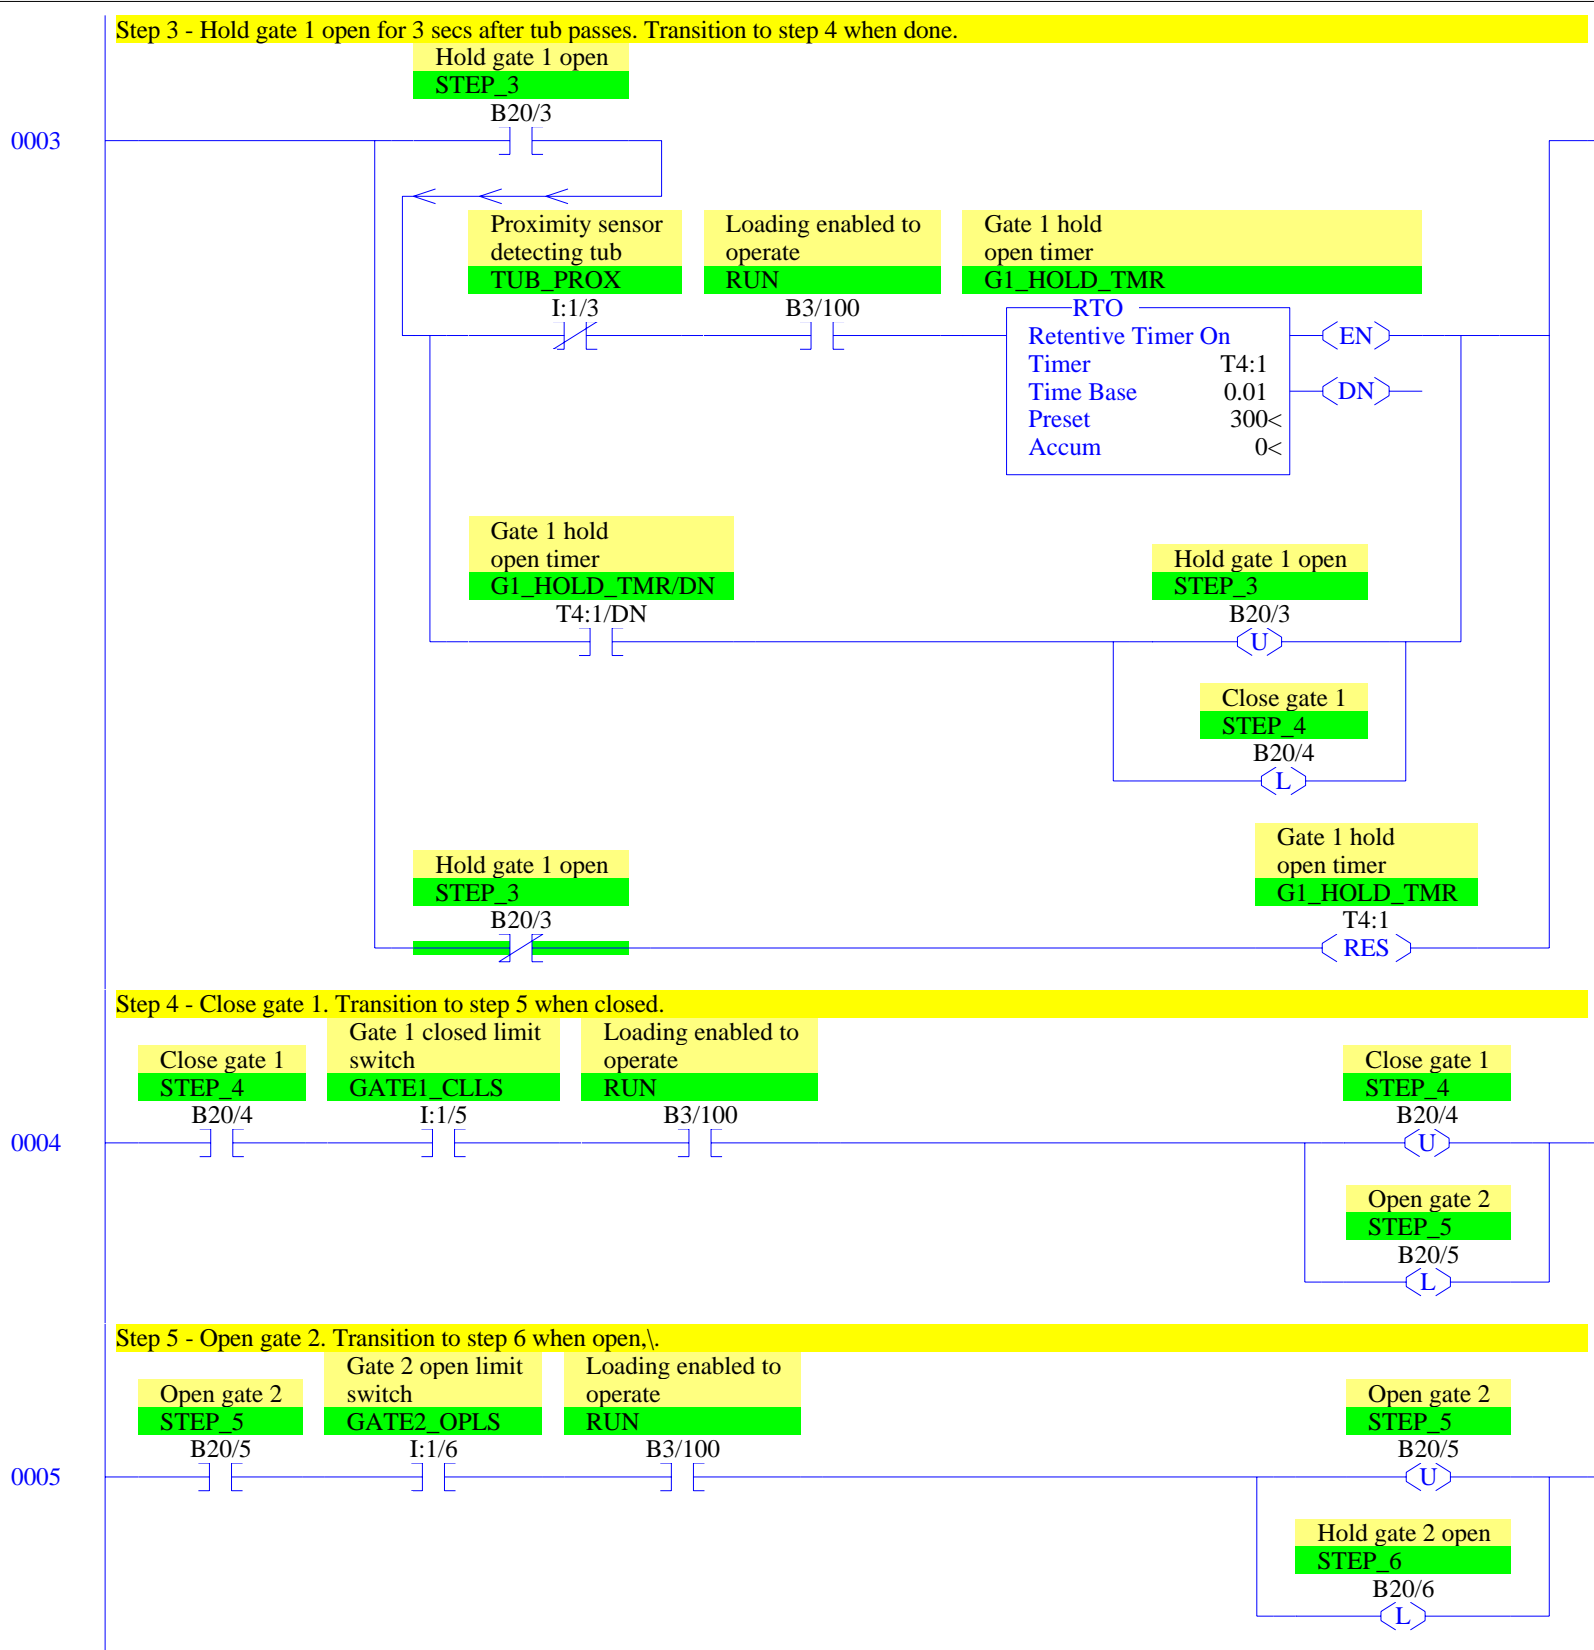 Step 3 - Hold gate 1 open for 3 secs after tub passes. Transition to step 4 when done.
Hold gate 1 open
STEP_3
B20/3
0003
Proximity sensor
detecting tub
TUB_PROX
I:1/3
Loading enabled to
operate
RUN
B3/100
Gate 1 hold
open timer
G1_HOLD_TMR
RTO
Retentive Timer On
Timer T4:1
Time Base 0.01
Preset 300<
Accum 0<
EN
DN
Gate 1 hold
open timer
G1_HOLD_TMR/DN
T4:1/DN
Hold gate 1 open
STEP_3
B20/3
U
Close gate 1
STEP_4
B20/4
L
Hold gate 1 open
STEP_3
B20/3
Gate 1 hold
open timer
G1_HOLD_TMR
T4:1
RES
Step 4 - Close gate 1. Transition to step 5 when closed.
Close gate 1
STEP_4
B20/4
Gate 1 closed limit
switch
GATE1_CLLS
I:1/5
Loading enabled to
operate
RUN
B3/100
Close gate 1
STEP_4
B20/4
0004
U
Open gate 2
STEP_5
B20/5
L
Step 5 - Open gate 2. Transition to step 6 when open,\.
Open gate 2
STEP_5
B20/5
Gate 2 open limit
switch
GATE2_OPLS
I:1/6
Loading enabled to
operate
RUN
B3/100
Open gate 2
STEP_5
B20/5
0005
U
Hold gate 2 open
STEP_6
B20/6
L